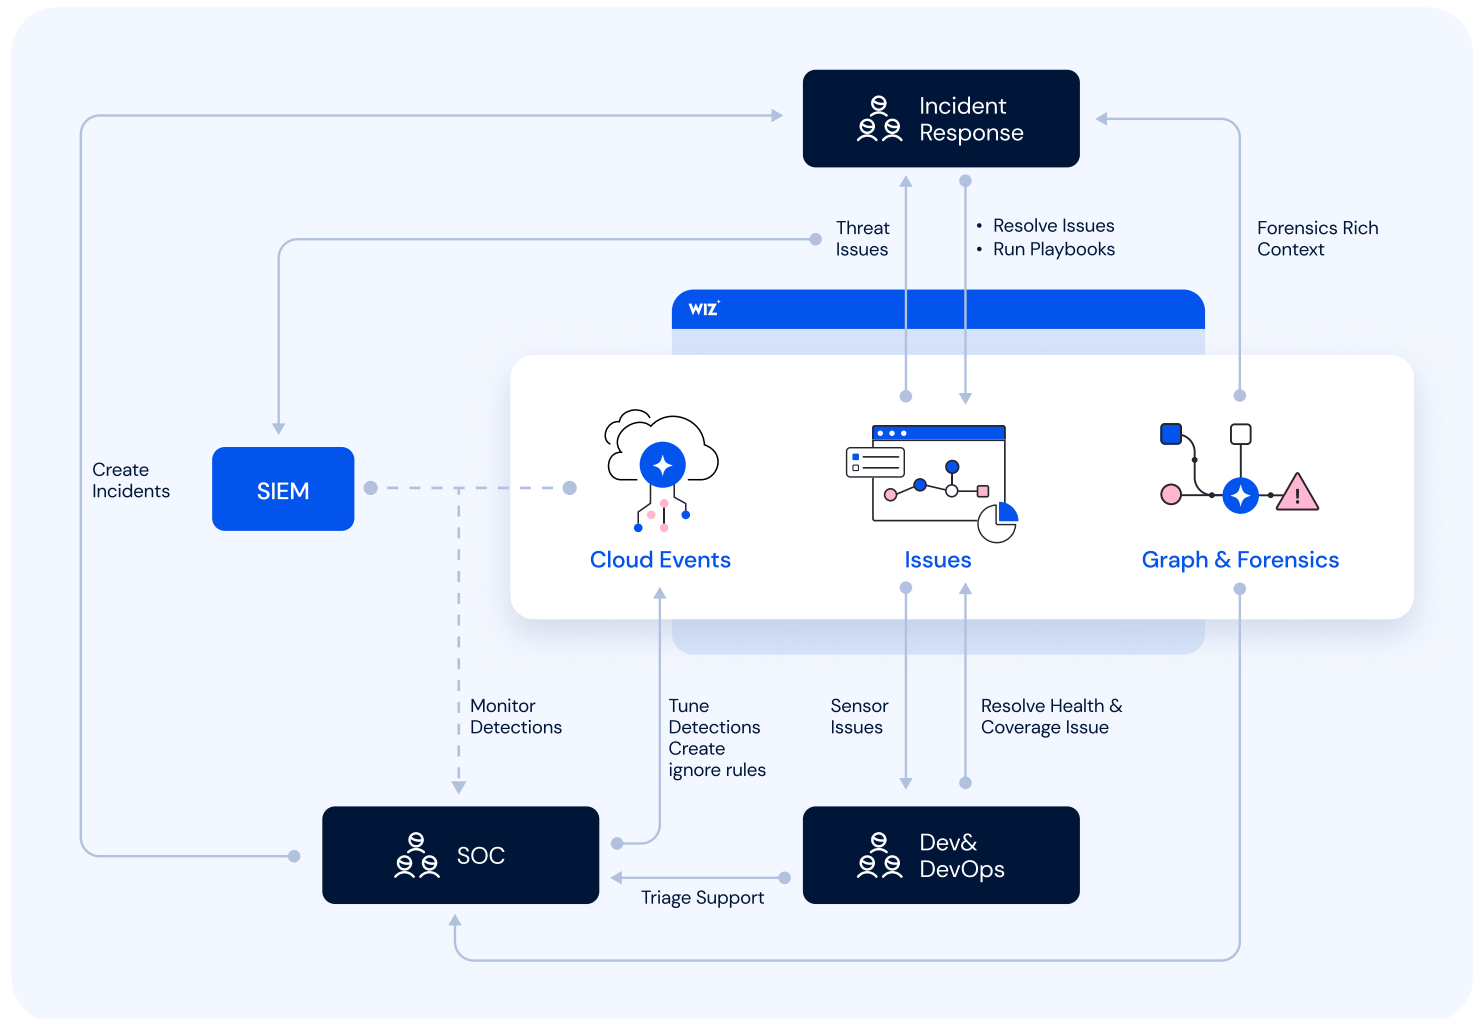 Incident
Response
Threat
Issues
• Resolve Issues
• Run Playbooks
Forensics Rich
Context
WIZ
Create
Incidents
SIEM
Cloud Events
Issues
Graph & Forensics
Monitor
Detections
Tune
Detections
Create
ignore rules
Sensor
Issues
Resolve Health &
Coverage Issue
SOC
Dev&
DevOps
Triage Support